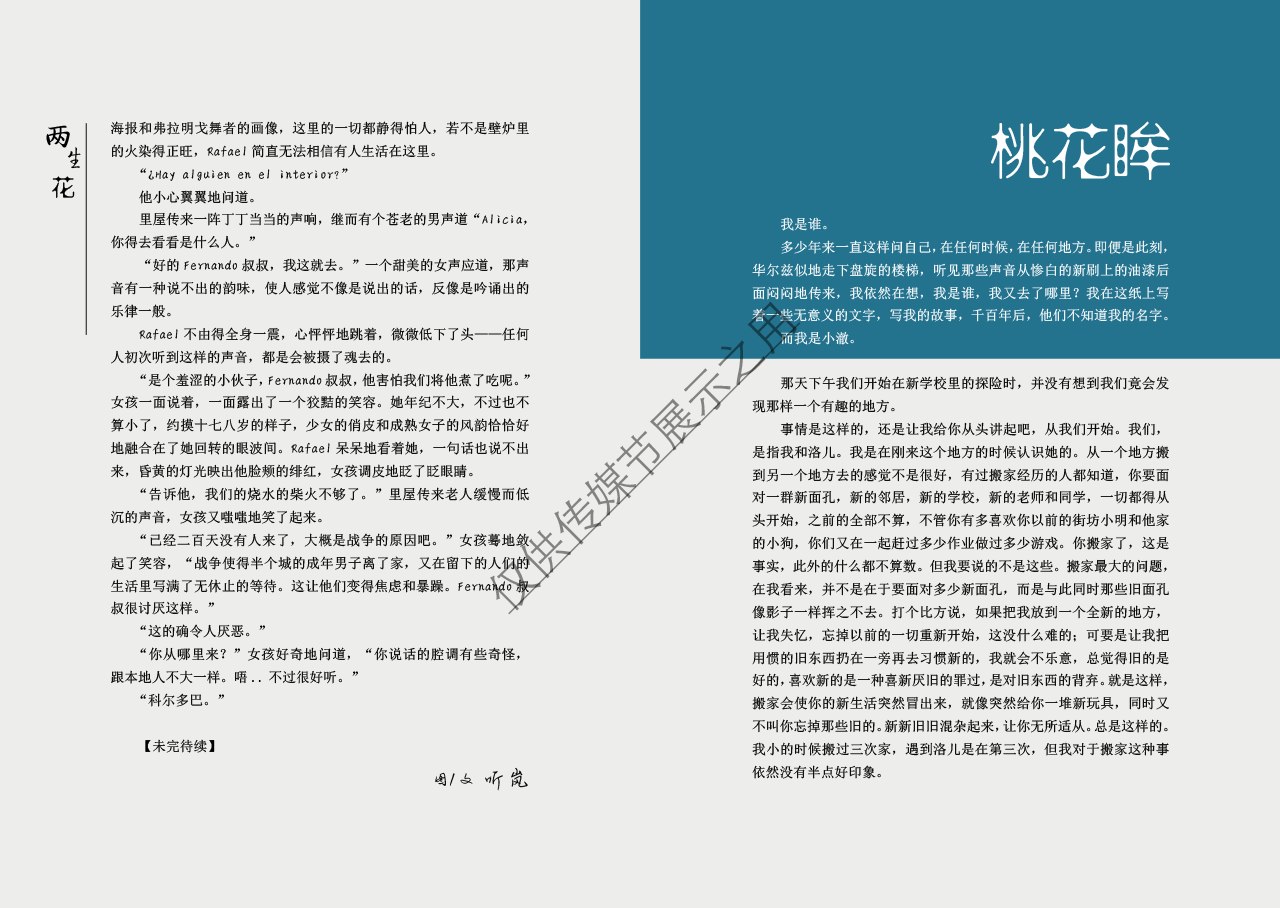 两生花
海报和弗拉明戈舞者的画像，这里的一切都静得怕人，若不是壁炉里
的火染得正旺，Rafael 简直无法相信有人生活在这里。
“¿Hay alguien en el interior?”
他小心翼翼地问道。
里屋传来一阵丁丁当当的声响，继而有个苍老的男声道“Alicia，
你得去看看是什么人。”
“好的 Fernando 叔叔，我这就去。”一个甜美的女声应道，那声
音有一种说不出的韵味，使人感觉不像是说出的话，反像是吟诵出的
乐律一般。
Rafael 不由得全身一震，心怦怦地跳着，微微低下了头——任何
人初次听到这样的声音，都是会被摄了魂去的。
“是个羞涩的小伙子，Fernando 叔叔，他害怕我们将他煮了吃呢。”
女孩一面说着，一面露出了一个狡黠的笑容。她年纪不大，不过也不
算小了，约摸十七八岁的样子，少女的俏皮和成熟女子的风韵恰恰好
地融合在了她回转的眼波间。Rafael 呆呆地看着她，一句话也说不出
来，昏黄的灯光映出他脸颊的绯红，女孩调皮地眨了眨眼睛。
“告诉他，我们的烧水的柴火不够了。”里屋传来老人缓慢而低
沉的声音，女孩又嗤嗤地笑了起来。
“已经二百天没有人来了，大概是战争的原因吧。”女孩蓦地敛
起了笑容，“战争使得半个城的成年男子离了家，又在留下的人们的
生活里写满了无休止的等待。这让他们变得焦虑和暴躁。Fernando 叔
叔很讨厌这样。”
“这的确令人厌恶。”
“你从哪里来？”女孩好奇地问道，“你说话的腔调有些奇怪，
跟本地人不大一样。唔 .. 不过很好听。”
“科尔多巴。”
【未完待续】
图/文 听岚
桃花眸
我是谁。
多少年来一直这样问自己，在任何时候，在任何地方。即便是此刻，
华尔兹似地走下盘旋的楼梯，听见那些声音从惨白的新刷上的油漆后
面闷闷地传来，我依然在想，我是谁，我又去了哪里？我在这纸上写
着一些无意义的文字，写我的故事，千百年后，他们不知道我的名字。
而我是小澈。
那天下午我们开始在新学校里的探险时，并没有想到我们竟会发
现那样一个有趣的地方。
事情是这样的，还是让我给你从头讲起吧，从我们开始。我们，
是指我和洛儿。我是在刚来这个地方的时候认识她的。从一个地方搬
到另一个地方去的感觉不是很好，有过搬家经历的人都知道，你要面
对一群新面孔，新的邻居，新的学校，新的老师和同学，一切都得从
头开始，之前的全部不算，不管你有多喜欢你以前的街坊小明和他家
的小狗，你们又在一起赶过多少作业做过多少游戏。你搬家了，这是
事实，此外的什么都不算数。但我要说的不是这些。搬家最大的问题，
在我看来，并不是在于要面对多少新面孔，而是与此同时那些旧面孔
像影子一样挥之不去。打个比方说，如果把我放到一个全新的地方，
让我失忆，忘掉以前的一切重新开始，这没什么难的；可要是让我把
用惯的旧东西扔在一旁再去习惯新的，我就会不乐意，总觉得旧的是
好的，喜欢新的是一种喜新厌旧的罪过，是对旧东西的背弃。就是这样，
搬家会使你的新生活突然冒出来，就像突然给你一堆新玩具，同时又
不叫你忘掉那些旧的。新新旧旧混杂起来，让你无所适从。总是这样的。
我小的时候搬过三次家，遇到洛儿是在第三次，但我对于搬家这种事
依然没有半点好印象。
仅供传媒节展示之用